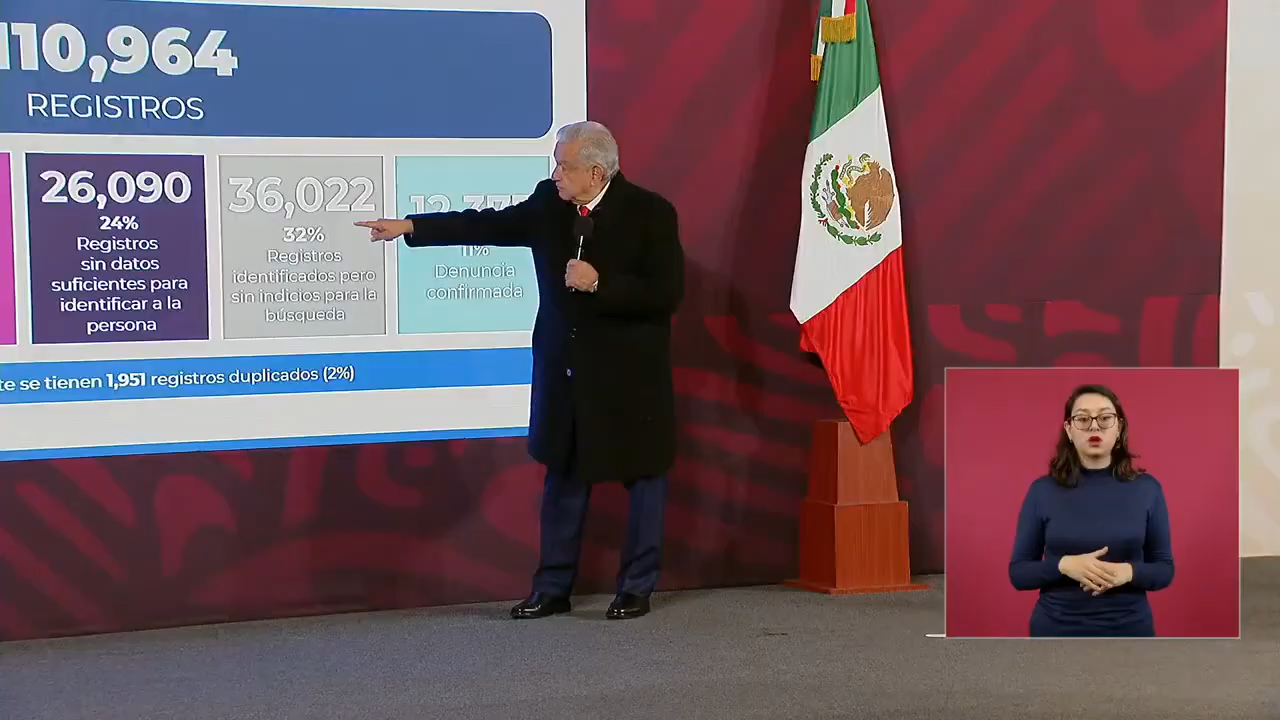 110,964
REGISTROS
26,090
24%
Registros
sin datos
suficientes para
identificar a la
persona
36,022
32%
Registros
identificados pero
sin indicios para la
búsqueda
11%
Denuncia
confirmada
se tienen 1,951 registros duplicados (2%)